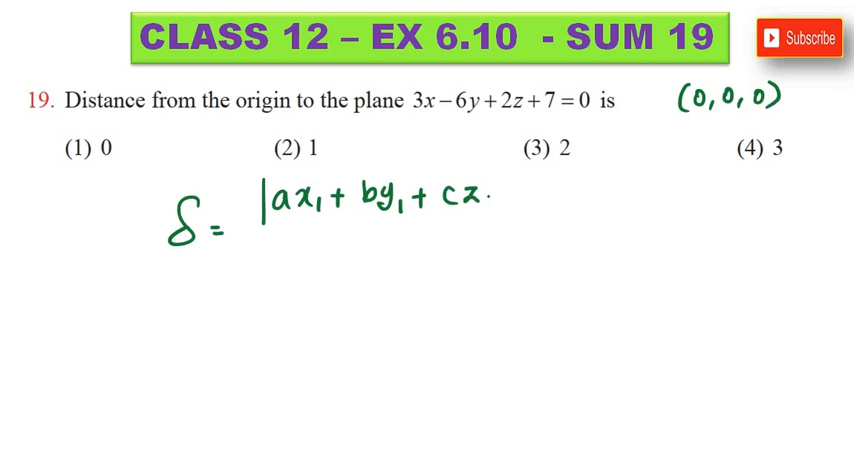 CLASS 12 – EX 6.10 - SUM 19
Subscribe
19. Distance from the origin to the plane 3x − 6y + 2z + 7 = 0 is (0, 0, 0)
(1) 0 (2) 1 (3) 2 (4) 3
δ = |ax₁ + by₁ + cz